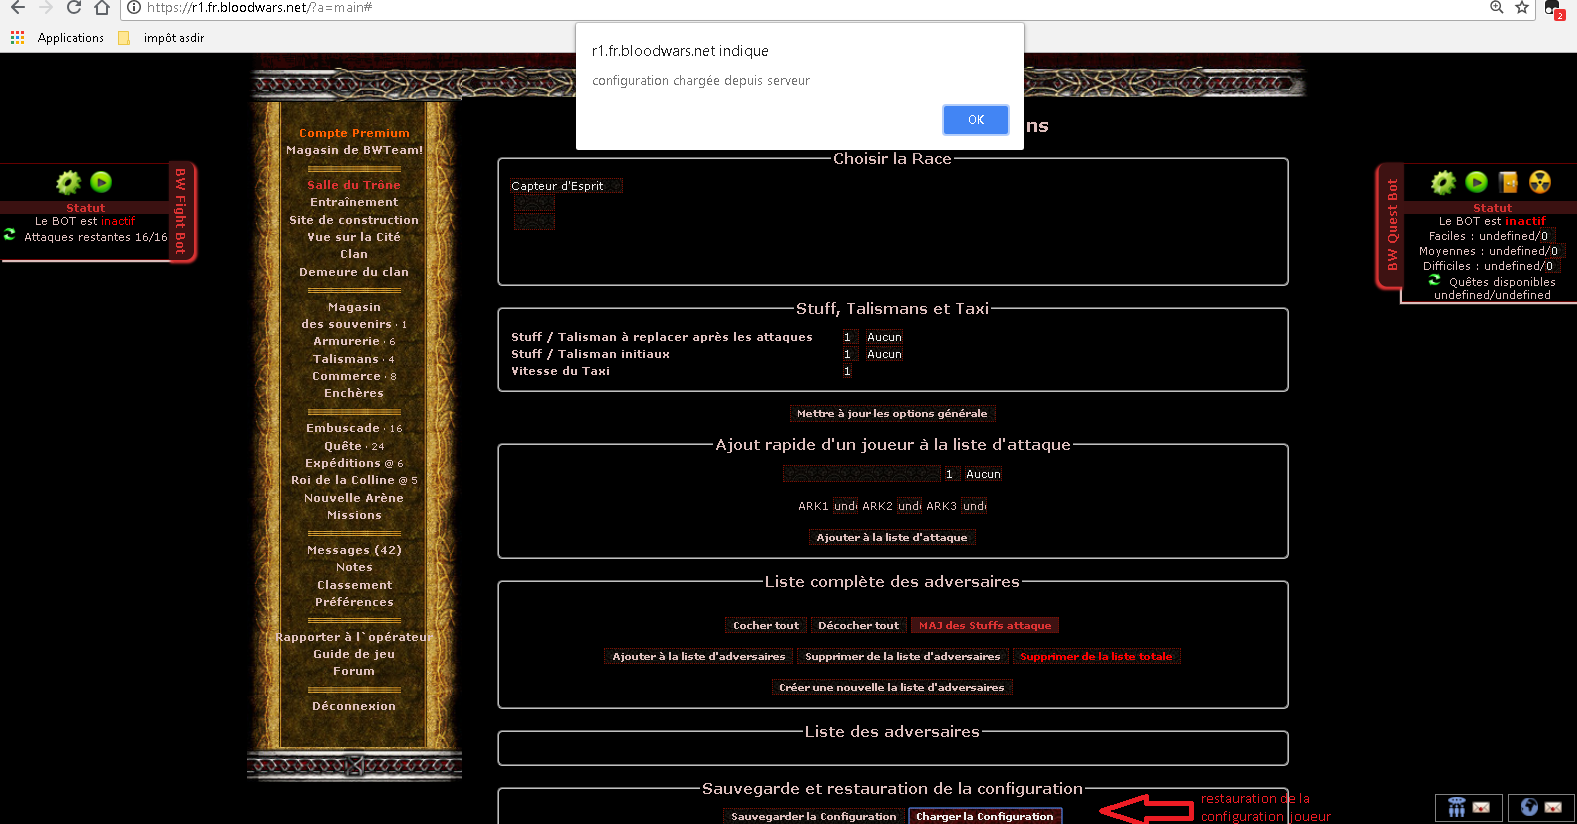 https://r1.fr.bloodwars.net/?a=main#
2
Applications
impôt asdir
r1.fr.bloodwars.net indique
configuration chargée depuis serveur
OK
ns
Compte Premium
Magasin de BWTeam!
Salle du Trône
Entraînement
Site de construction
Vue sur la Cité
Clan
Demeure du clan
Magasin
des souvenirs · 1
Armurerie · 6
Talismans · 4
Commerce · 8
Enchères
Embuscade · 16
Quête · 24
Expéditions @ 6
Roi de la Colline @ 5
Nouvelle Arène
Missions
Messages (42)
Notes
Classement
Préférences
Rapporter à l`opérateur
Guide de jeu
Forum
Déconnexion
BW Fight Bot
Statut
Le BOT est inactif
Attaques restantes 16/16
Choisir la Race
Capteur d'Esprit
Stuff, Talismans et Taxi
Stuff / Talisman à replacer après les attaques 1 Aucun
Stuff / Talisman initiaux 1 Aucun
Vitesse du Taxi 1
Mettre à jour les options générale
Ajout rapide d'un joueur à la liste d'attaque
1 Aucun
ARK1 unde ARK2 unde ARK3 unde
Ajouter à la liste d'attaque
Liste complète des adversaires
Cocher tout Décocher tout MAJ des Stuffs attaque
Ajouter à la liste d'adversaires Supprimer de la liste d'adversaires Supprimer de la liste totale
Créer une nouvelle la liste d'adversaires
Liste des adversaires
Sauvegarde et restauration de la configuration
Sauvegarder la Configuration Charger la Configuration
restauration de la
configuration joueur
BW Quest Bot
Statut
Le BOT est inactif
Faciles : undefined/0
Moyennes : undefined/0
Difficiles : undefined/0
Quêtes disponibles
undefined/undefined